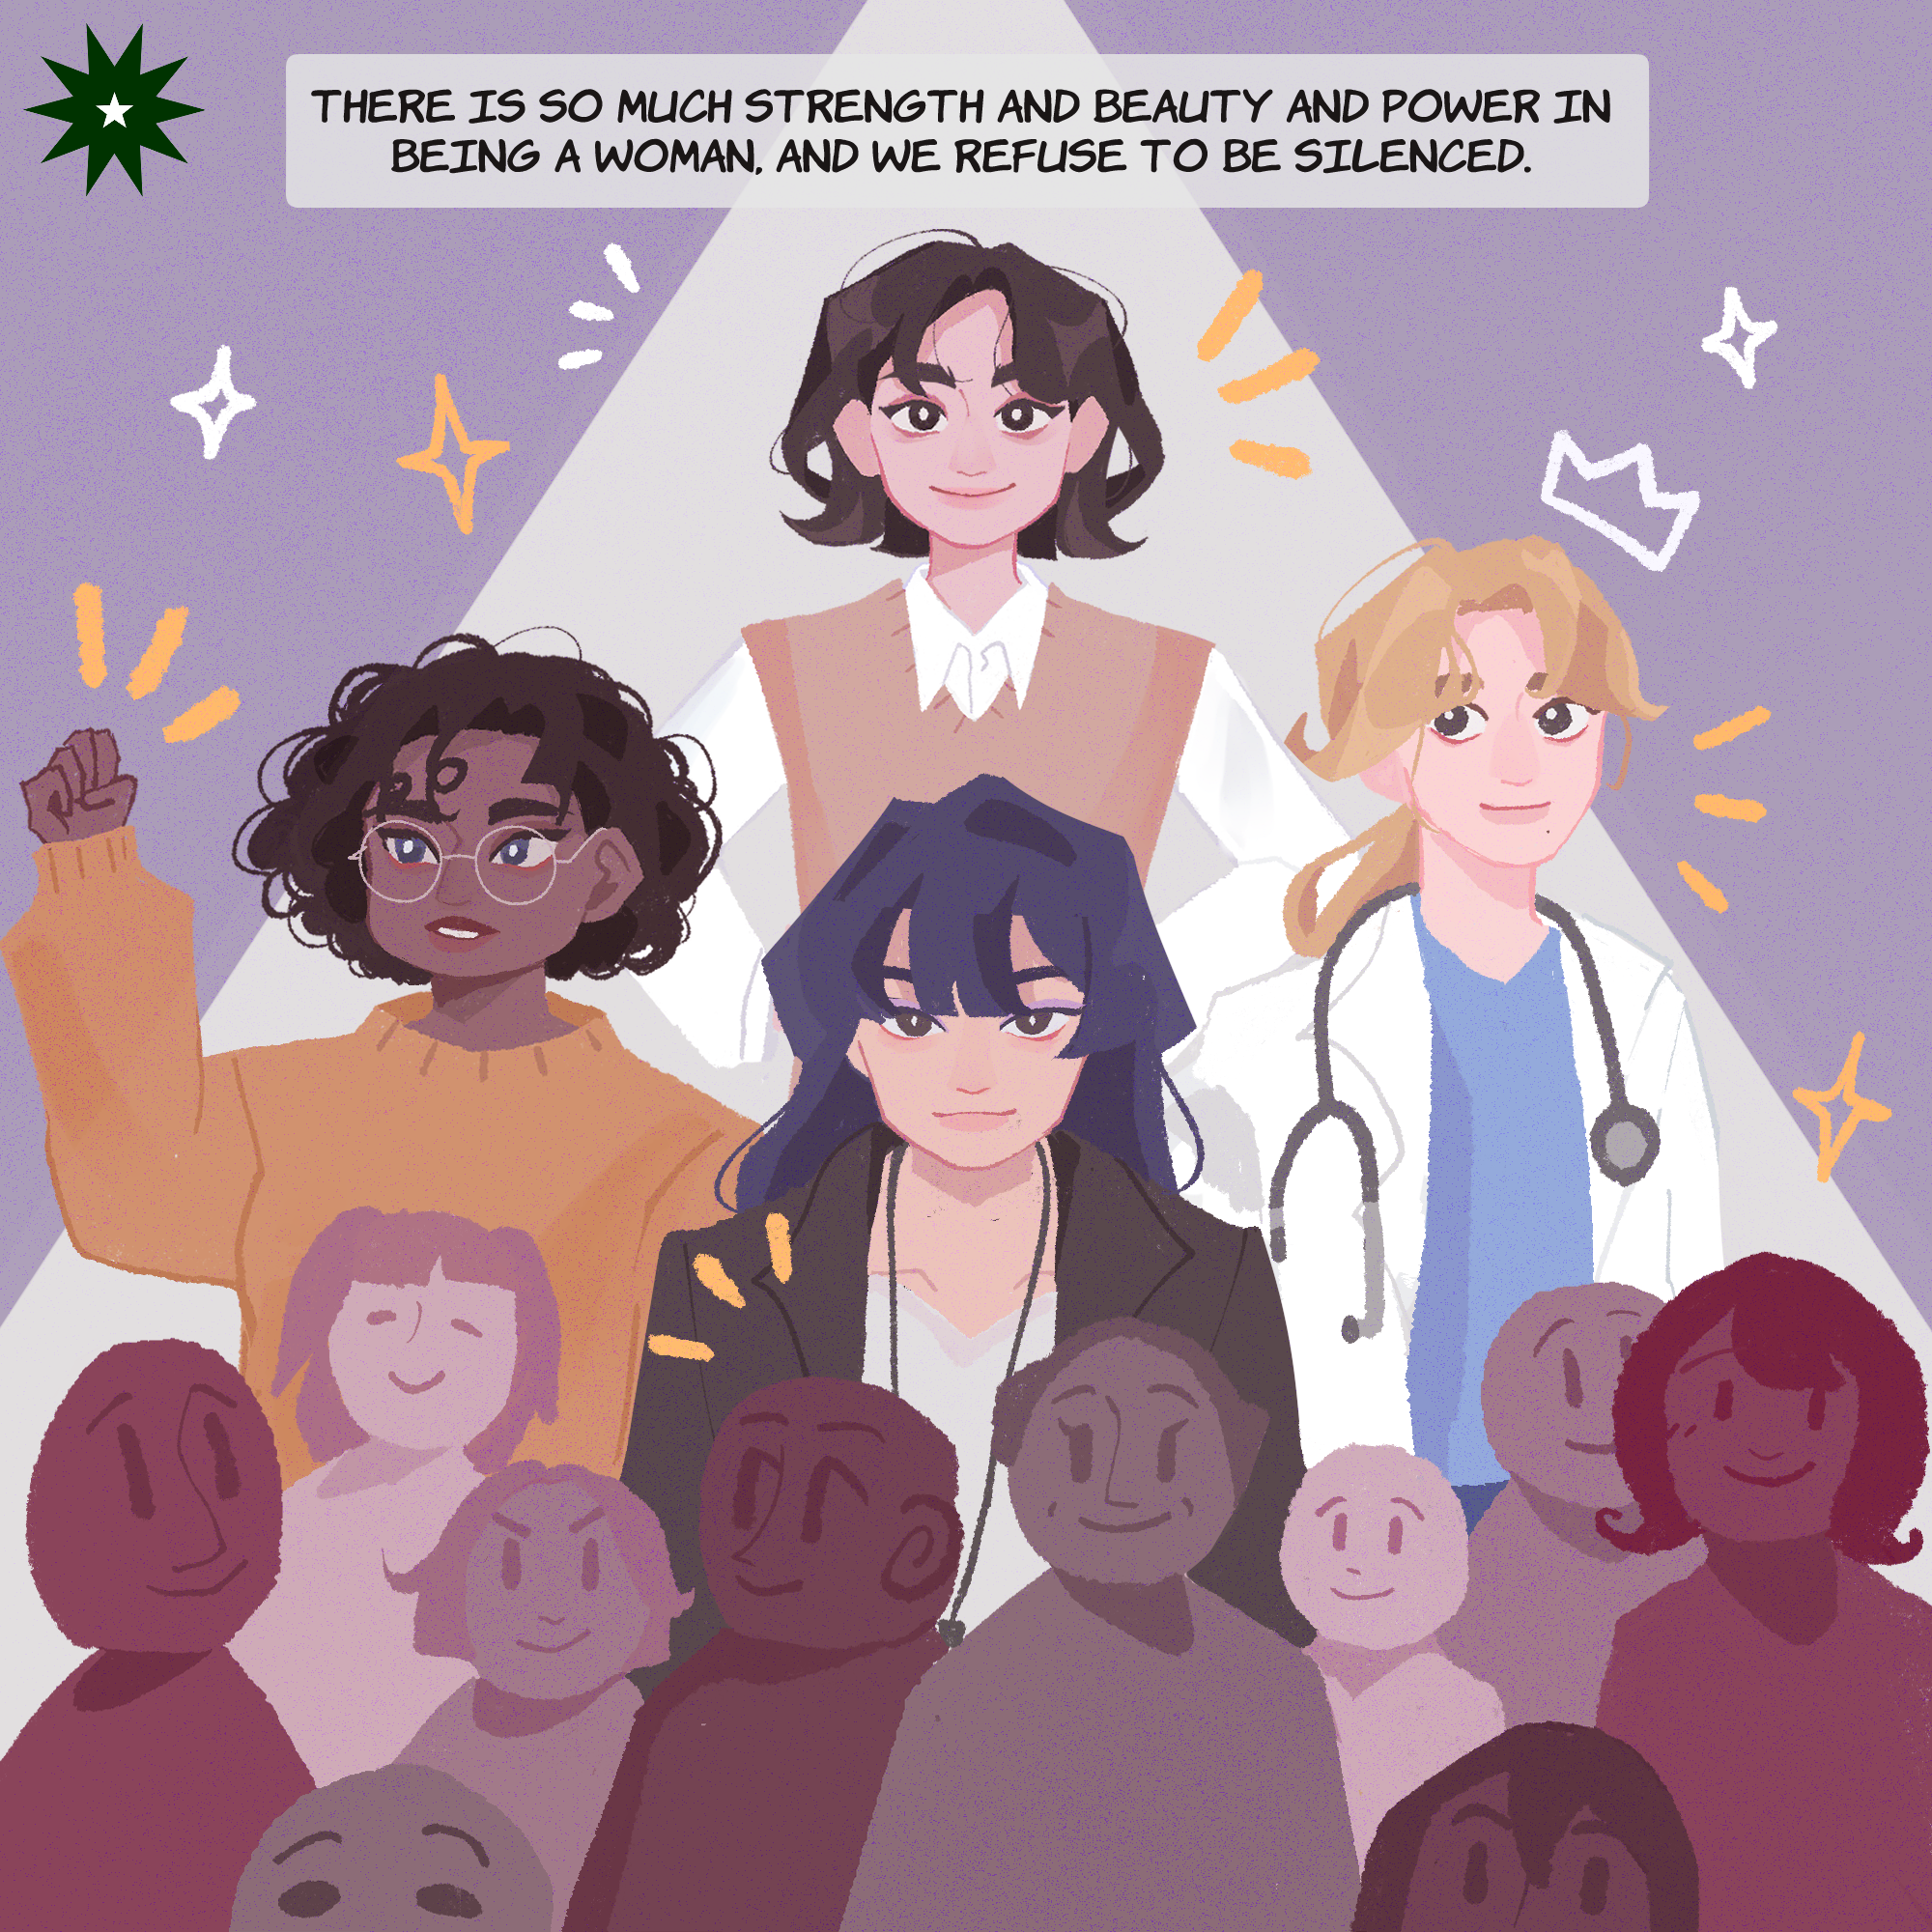 THERE IS SO MUCH STRENGTH AND BEAUTY AND POWER IN
BEING A WOMAN, AND WE REFUSE TO BE SILENCED.